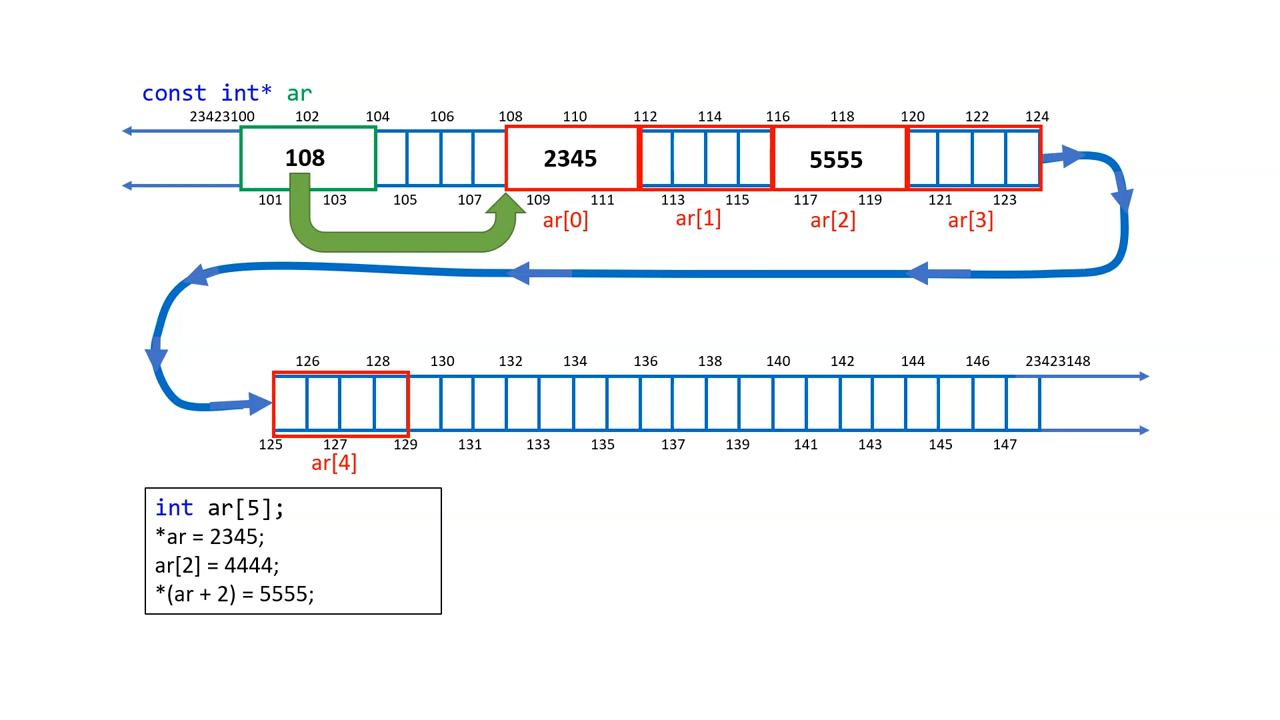 const int* ar
23423100 102 104 106 108 110 112 114 116 118 120 122 124
108 2345 5555
101 103 105 107 109 111 113 115 117 119 121 123
ar[0] ar[1] ar[2] ar[3]
126 128 130 132 134 136 138 140 142 144 146 23423148
125 127 129 131 133 135 137 139 141 143 145 147
ar[4]
int ar[5];
*ar = 2345;
ar[2] = 4444;
*(ar + 2) = 5555;